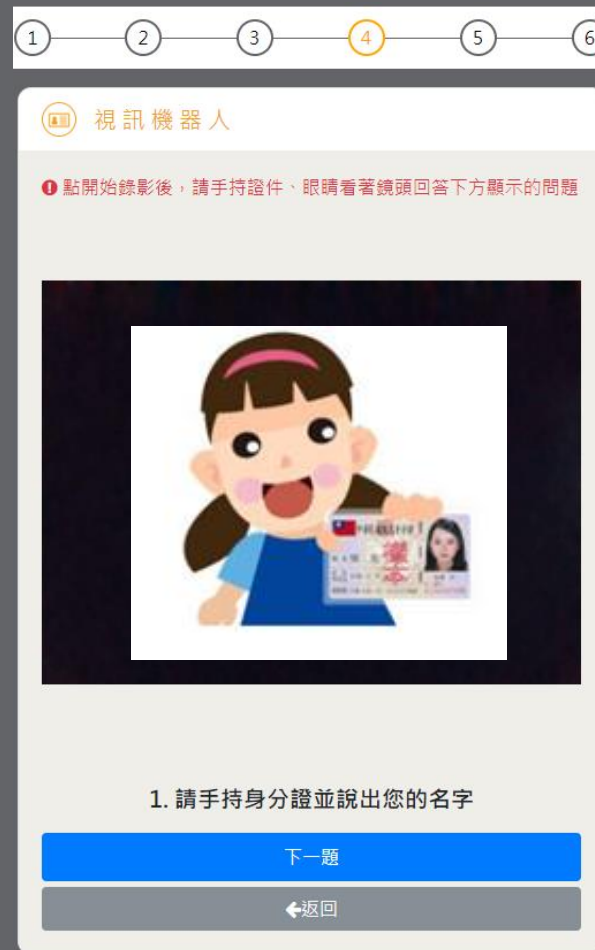 1 2 3 4 5 6
視訊機器人
點開始錄影後，請手持證件、眼睛看著鏡頭回答下方顯示的問題
樣本
1. 請手持身分證並說出您的名字
下一題
返回